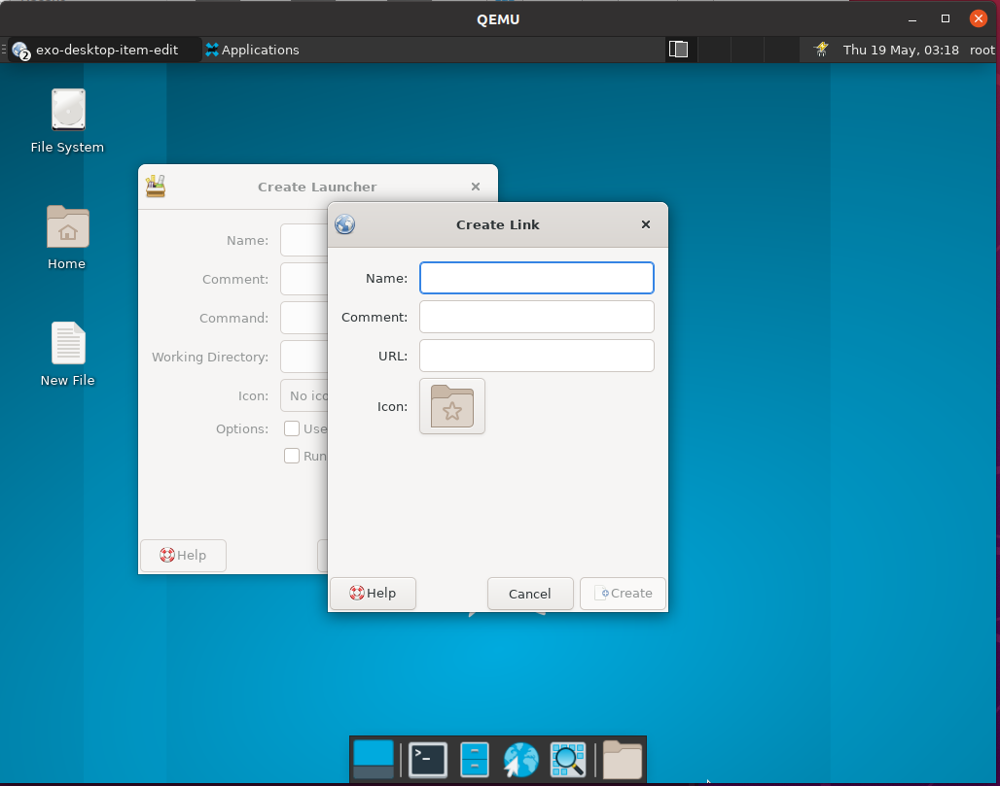 QEMU
2 exo-desktop-item-edit Applications Thu 19 May, 03:18 root
File System
Home
New File
Create Launcher
Name:
Comment:
Command:
Working Directory:
Icon: No ico
Options: Use
Run
Help
Create Link
Name:
Comment:
URL:
Icon:
Help Cancel Create